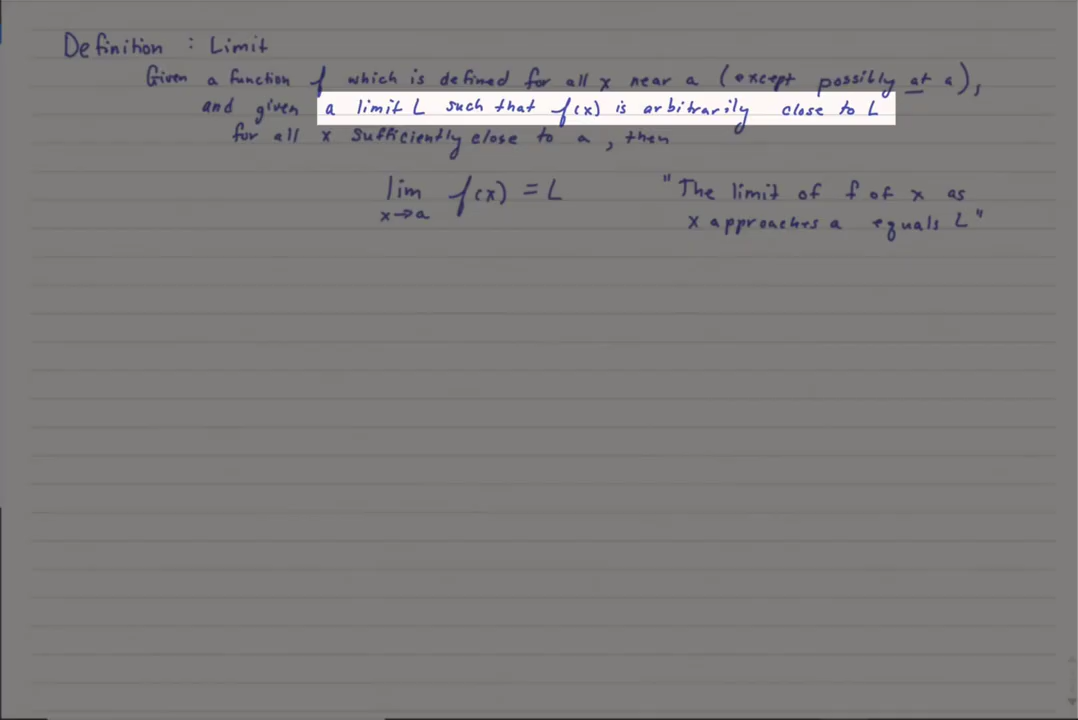 Definition : Limit
Given a function f which is defined for all x near a (except possibly at a),
and given a limit L such that f(x) is arbitrarily close to L
for all x sufficiently close to a, then
lim f(x) = L "The limit of f of x as
x→a x approaches a equals L"